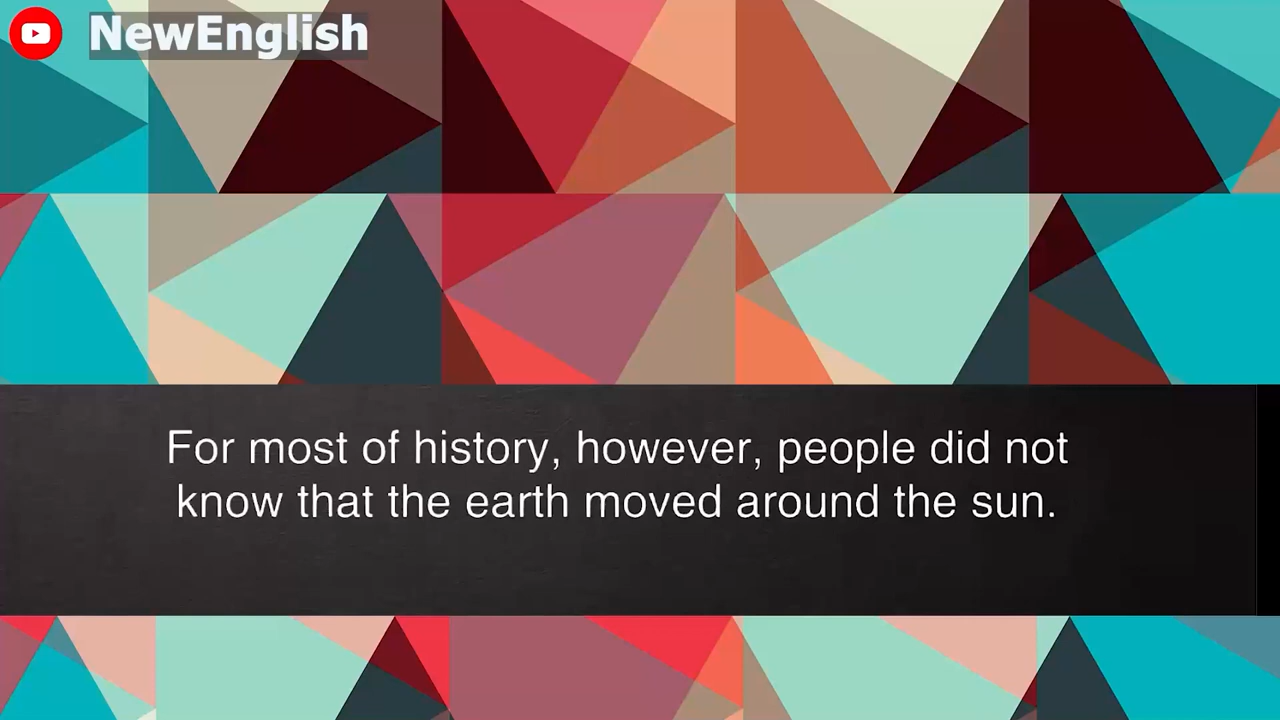 NewEnglish
For most of history, however, people did not
know that the earth moved around the sun.